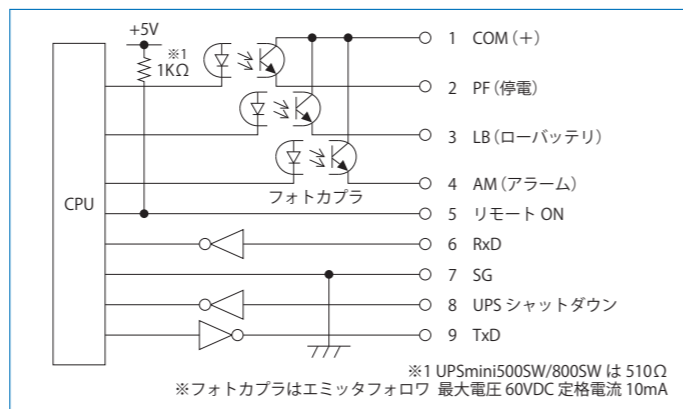 +5V
※1
1KΩ
CPU
フォトカプラ
1 COM（+）
2 PF（停電）
3 LB（ローバッテリ）
4 AM（アラーム）
5 リモート ON
6 RxD
7 SG
8 UPS シャットダウン
9 TxD
※1 UPSmini500SW/800SW は 510Ω
※フォトカプラはエミッタフォロワ 最大電圧 60VDC 定格電流 10mA